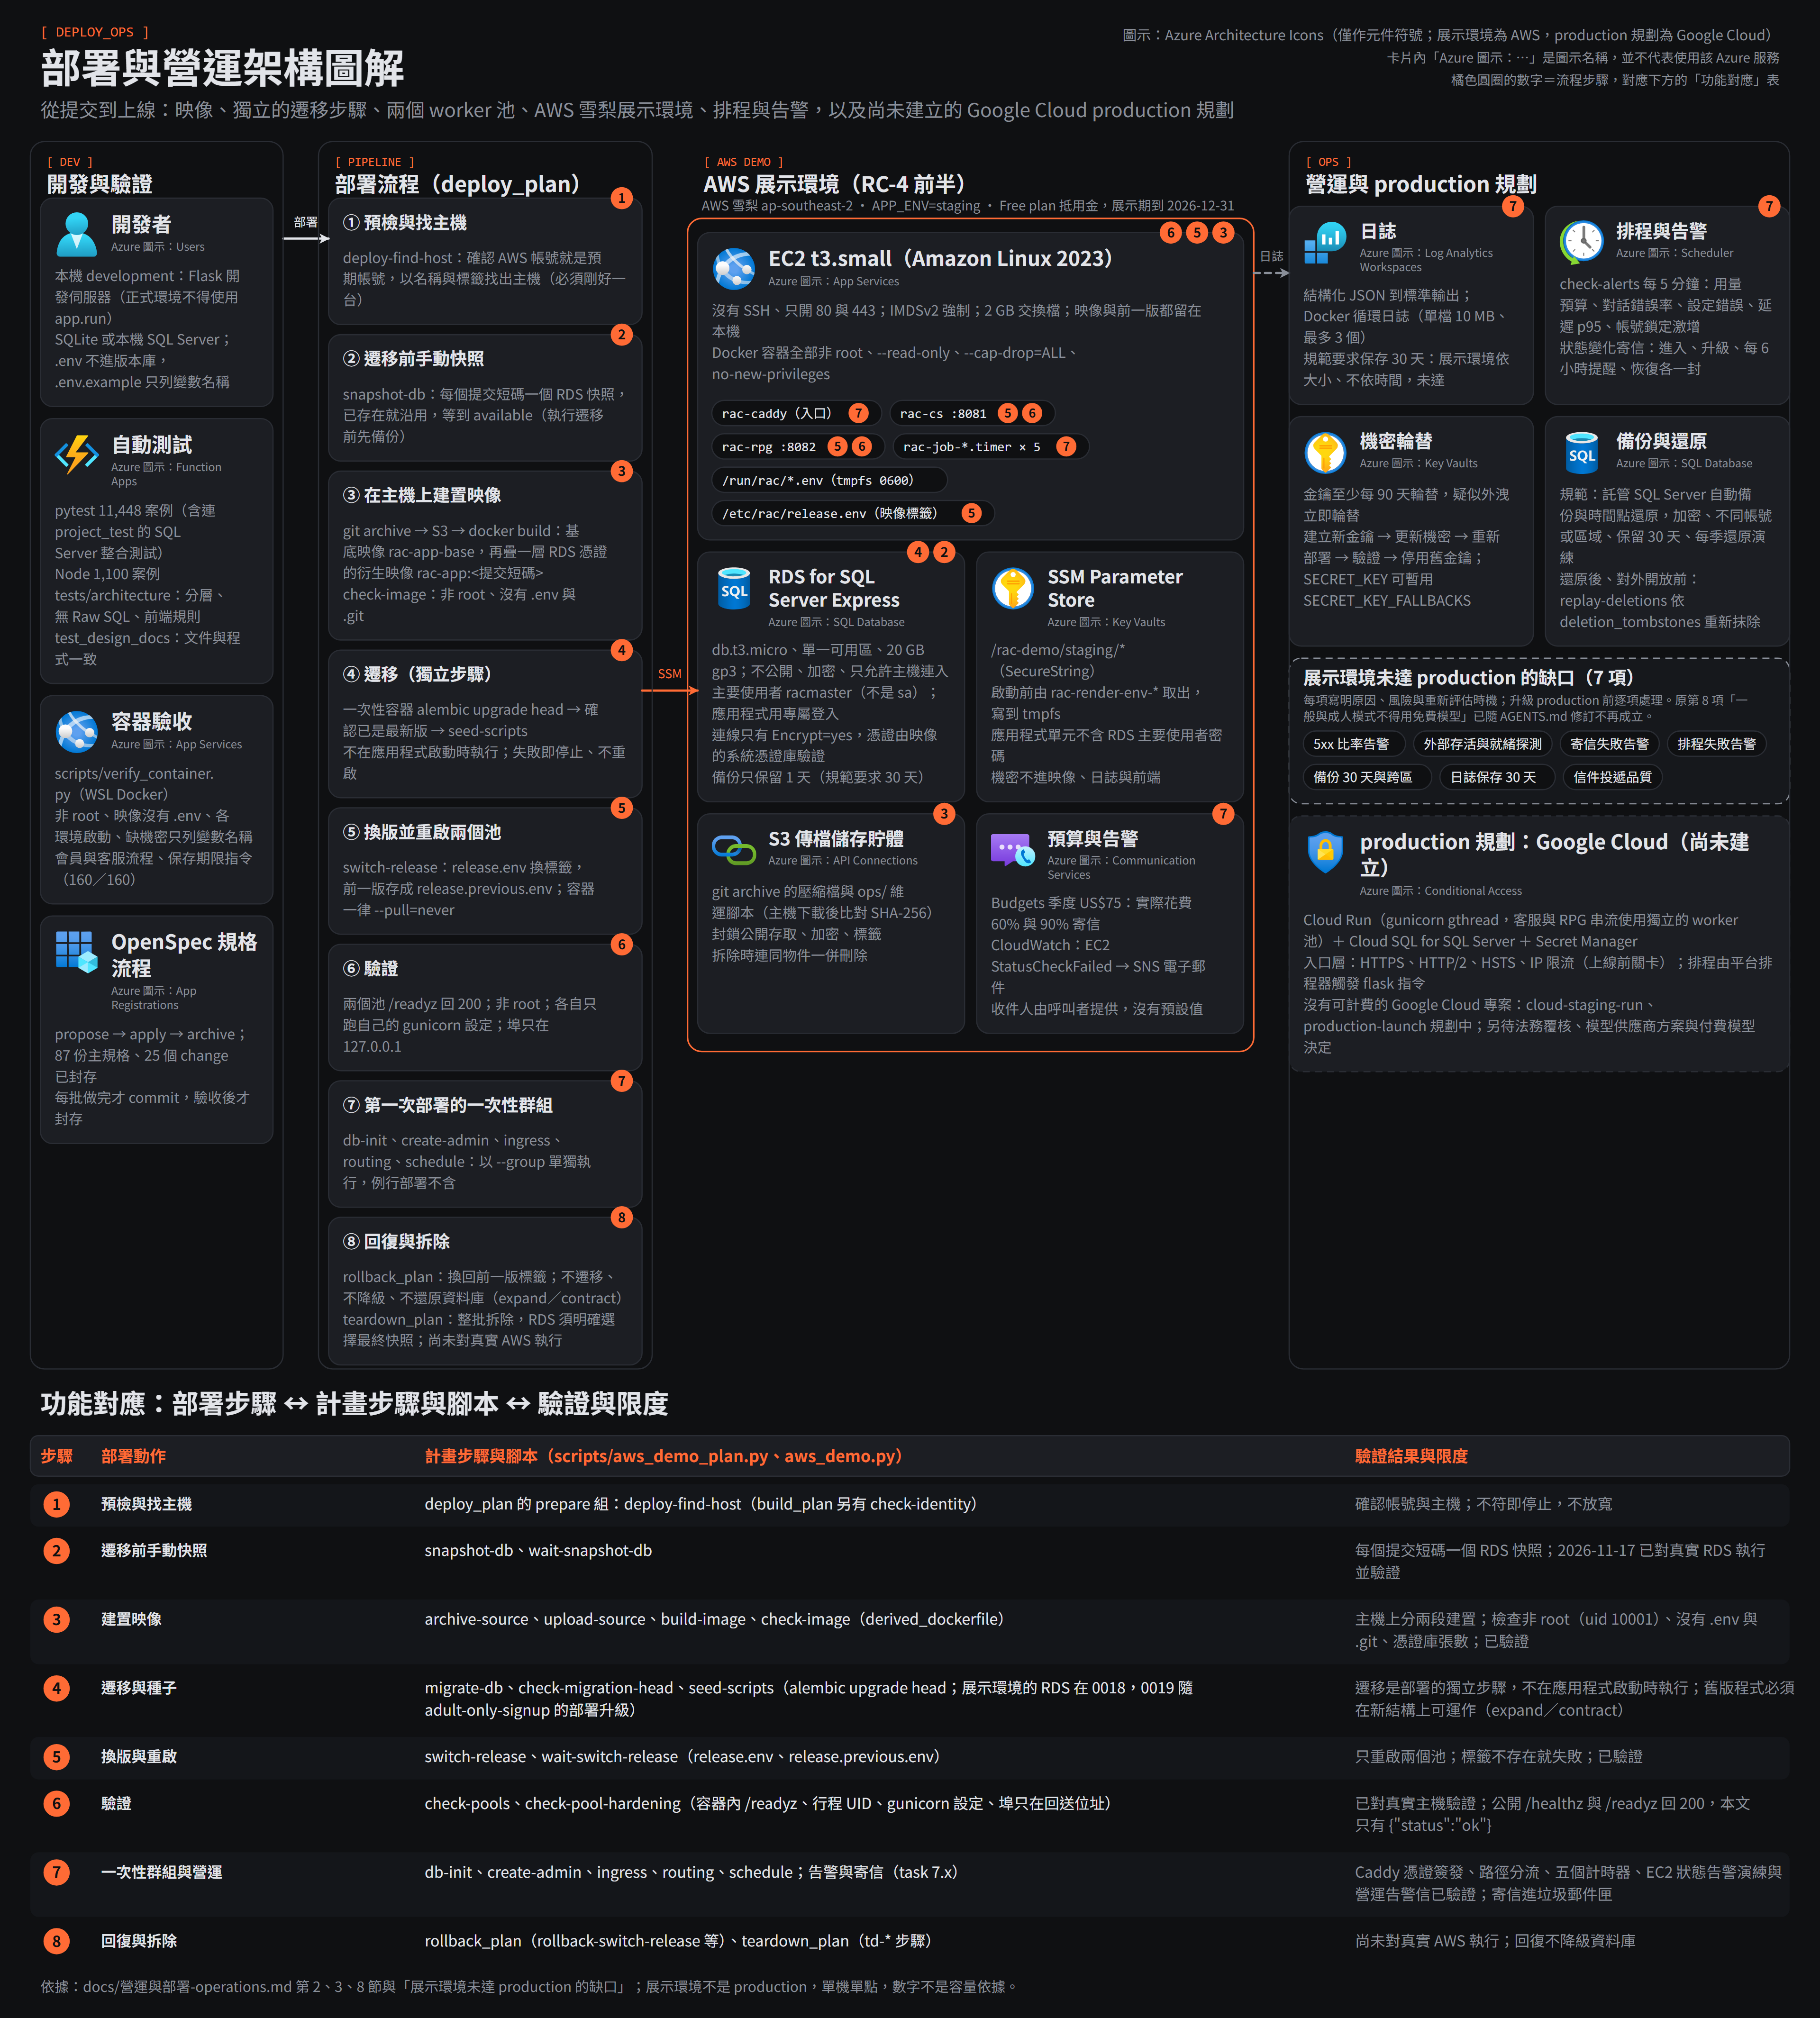 [ DEPLOY_OPS ]
部署與營運架構圖解
從提交到上線：映像、獨立的遷移步驟、兩個 worker 池、AWS 雪梨展示環境、排程與告警，以及尚未建立的 Google Cloud production 規劃
圖示：Azure Architecture Icons（僅作元件符號；展示環境為 AWS，production 規劃為 Google Cloud）
卡片內「Azure 圖示：…」是圖示名稱，並不代表使用該 Azure 服務
橘色圓圈的數字＝流程步驟，對應下方的「功能對應」表
[ DEV ]
開發與驗證
開發者
Azure 圖示：Users
本機 development：Flask 開
發伺服器（正式環境不得使用
app.run）
SQLite 或本機 SQL Server；
.env 不進版本庫，
.env.example 只列變數名稱
自動測試
Azure 圖示：Function
Apps
pytest 11,448 案例（含連
project_test 的 SQL
Server 整合測試）
Node 1,100 案例
tests/architecture：分層、
無 Raw SQL、前端規則
test_design_docs：文件與程
式一致
容器驗收
Azure 圖示：App Services
scripts/verify_container.
py（WSL Docker）
非 root、映像沒有 .env、各
環境啟動、缺機密只列變數名稱
會員與客服流程、保存期限指令
（160／160）
OpenSpec 規格
流程
Azure 圖示：App
Registrations
propose → apply → archive；
87 份主規格、25 個 change
已封存
每批做完才 commit，驗收後才
封存
部署
[ PIPELINE ]
部署流程（deploy_plan）
1
① 預檢與找主機
deploy-find-host：確認 AWS 帳號就是預
期帳號，以名稱與標籤找出主機（必須剛好一
台）
2
② 遷移前手動快照
snapshot-db：每個提交短碼一個 RDS 快照，
已存在就沿用，等到 available（執行遷移
前先備份）
3
③ 在主機上建置映像
git archive → S3 → docker build：基
底映像 rac-app-base，再疊一層 RDS 憑證
的衍生映像 rac-app:<提交短碼>
check-image：非 root、沒有 .env 與
.git
4
④ 遷移（獨立步驟）
一次性容器 alembic upgrade head → 確
認已是最新版 → seed-scripts
不在應用程式啟動時執行；失敗即停止、不重
啟
5
⑤ 換版並重啟兩個池
switch-release：release.env 換標籤，
前一版存成 release.previous.env；容器
一律 --pull=never
6
⑥ 驗證
兩個池 /readyz 回 200；非 root；各自只
跑自己的 gunicorn 設定；埠只在
127.0.0.1
7
⑦ 第一次部署的一次性群組
db-init、create-admin、ingress、
routing、schedule：以 --group 單獨執
行，例行部署不含
8
⑧ 回復與拆除
rollback_plan：換回前一版標籤；不遷移、
不降級、不還原資料庫（expand／contract）
teardown_plan：整批拆除，RDS 須明確選
擇最終快照；尚未對真實 AWS 執行
SSM
[ AWS DEMO ]
AWS 展示環境（RC-4 前半）
AWS 雪梨 ap-southeast-2 · APP_ENV=staging · Free plan 抵用金，展示期到 2026-12-31
6 5 3
EC2 t3.small（Amazon Linux 2023）
Azure 圖示：App Services
沒有 SSH、只開 80 與 443；IMDSv2 強制；2 GB 交換檔；映像與前一版都留在
本機
Docker 容器全部非 root、--read-only、--cap-drop=ALL、
no-new-privileges
rac-caddy（入口） 7
rac-cs :8081 5 6
rac-rpg :8082 5 6
rac-job-*.timer × 5 7
/run/rac/*.env（tmpfs 0600）
/etc/rac/release.env（映像標籤） 5
4 2
RDS for SQL
Server Express
Azure 圖示：SQL Database
db.t3.micro、單一可用區、20 GB
gp3；不公開、加密、只允許主機連入
主要使用者 racmaster（不是 sa）；
應用程式用專屬登入
連線只有 Encrypt=yes，憑證由映像
的系統憑證庫驗證
備份只保留 1 天（規範要求 30 天）
SSM Parameter
Store
Azure 圖示：Key Vaults
/rac-demo/staging/*
（SecureString）
啟動前由 rac-render-env-* 取出，
寫到 tmpfs
應用程式單元不含 RDS 主要使用者密
碼
機密不進映像、日誌與前端
3
S3 傳檔儲存貯體
Azure 圖示：API Connections
git archive 的壓縮檔與 ops/ 維
運腳本（主機下載後比對 SHA-256）
封鎖公開存取、加密、標籤
拆除時連同物件一併刪除
7
預算與告警
Azure 圖示：Communication
Services
Budgets 季度 US$75：實際花費
60% 與 90% 寄信
CloudWatch：EC2
StatusCheckFailed → SNS 電子郵
件
收件人由呼叫者提供，沒有預設值
日誌
[ OPS ]
營運與 production 規劃
7
日誌
Azure 圖示：Log Analytics
Workspaces
結構化 JSON 到標準輸出；
Docker 循環日誌（單檔 10 MB、
最多 3 個）
規範要求保存 30 天：展示環境依
大小、不依時間，未達
7
排程與告警
Azure 圖示：Scheduler
check-alerts 每 5 分鐘：用量
預算、對話錯誤率、設定錯誤、延
遲 p95、帳號鎖定激增
狀態變化寄信：進入、升級、每 6
小時提醒、恢復各一封
機密輪替
Azure 圖示：Key Vaults
金鑰至少每 90 天輪替，疑似外洩
立即輪替
建立新金鑰 → 更新機密 → 重新
部署 → 驗證 → 停用舊金鑰；
SECRET_KEY 可暫用
SECRET_KEY_FALLBACKS
備份與還原
Azure 圖示：SQL Database
規範：託管 SQL Server 自動備
份與時間點還原，加密、不同帳號
或區域、保留 30 天、每季還原演
練
還原後、對外開放前：
replay-deletions 依
deletion_tombstones 重新抹除
展示環境未達 production 的缺口（7 項）
每項寫明原因、風險與重新評估時機；升級 production 前逐項處理。原第 8 項「一
般與成人模式不得用免費模型」已隨 AGENTS.md 修訂不再成立。
5xx 比率告警
外部存活與就緒探測
寄信失敗告警
排程失敗告警
備份 30 天與跨區
日誌保存 30 天
信件投遞品質
production 規劃：Google Cloud（尚未建
立）
Azure 圖示：Conditional Access
Cloud Run（gunicorn gthread，客服與 RPG 串流使用獨立的 worker
池）＋ Cloud SQL for SQL Server ＋ Secret Manager
入口層：HTTPS、HTTP/2、HSTS、IP 限流（上線前關卡）；排程由平台排
程器觸發 flask 指令
沒有可計費的 Google Cloud 專案：cloud-staging-run、
production-launch 規劃中；另待法務覆核、模型供應商方案與付費模型
決定
功能對應：部署步驟 ↔ 計畫步驟與腳本 ↔ 驗證與限度
步驟 部署動作 計畫步驟與腳本（scripts/aws_demo_plan.py、aws_demo.py） 驗證結果與限度
1 預檢與找主機 deploy_plan 的 prepare 組：deploy-find-host（build_plan 另有 check-identity） 確認帳號與主機；不符即停止，不放寬
2 遷移前手動快照 snapshot-db、wait-snapshot-db 每個提交短碼一個 RDS 快照；2026-11-17 已對真實 RDS 執行
並驗證
3 建置映像 archive-source、upload-source、build-image、check-image（derived_dockerfile） 主機上分兩段建置；檢查非 root（uid 10001）、沒有 .env 與
.git、憑證庫張數；已驗證
4 遷移與種子 migrate-db、check-migration-head、seed-scripts（alembic upgrade head；展示環境的 RDS 在 0018，0019 隨 遷移是部署的獨立步驟，不在應用程式啟動時執行；舊版程式必須
adult-only-signup 的部署升級） 在新結構上可運作（expand／contract）
5 換版與重啟 switch-release、wait-switch-release（release.env、release.previous.env） 只重啟兩個池；標籤不存在就失敗；已驗證
6 驗證 check-pools、check-pool-hardening（容器內 /readyz、行程 UID、gunicorn 設定、埠只在回送位址） 已對真實主機驗證；公開 /healthz 與 /readyz 回 200，本文
只有 {"status":"ok"}
7 一次性群組與營運 db-init、create-admin、ingress、routing、schedule；告警與寄信（task 7.x） Caddy 憑證簽發、路徑分流、五個計時器、EC2 狀態告警演練與
營運告警信已驗證；寄信進垃圾郵件匣
8 回復與拆除 rollback_plan（rollback-switch-release 等）、teardown_plan（td-* 步驟） 尚未對真實 AWS 執行；回復不降級資料庫
依據：docs/營運與部署-operations.md 第 2、3、8 節與「展示環境未達 production 的缺口」；展示環境不是 production，單機單點，數字不是容量依據。